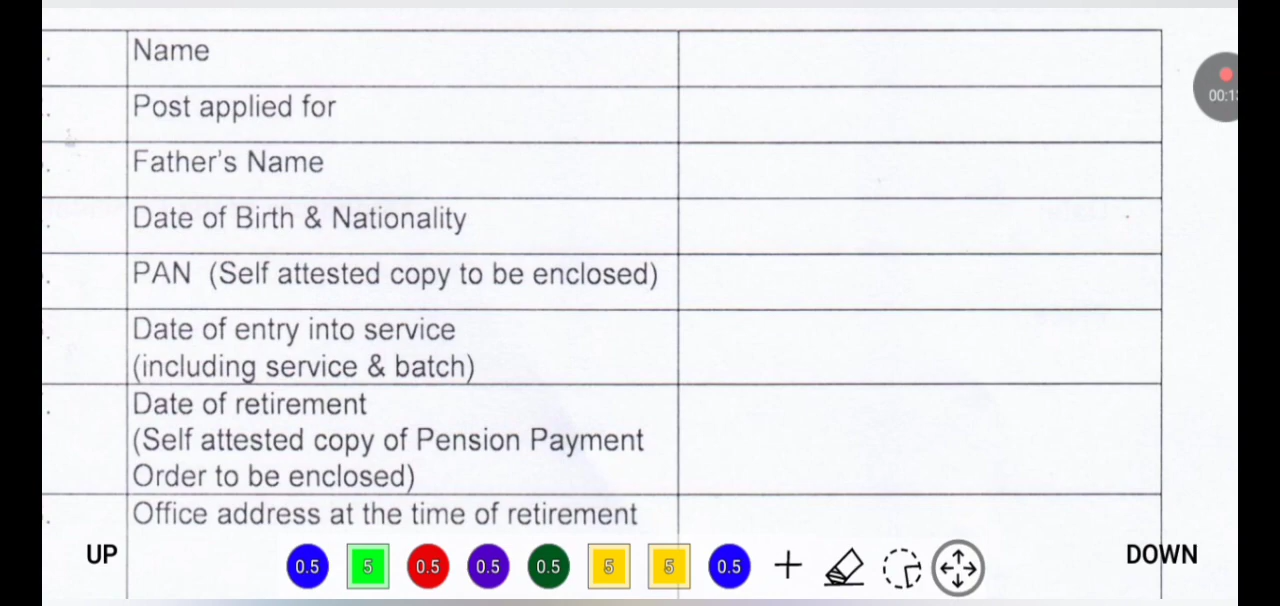 Name
Post applied for
Father's Name
Date of Birth & Nationality
PAN (Self attested copy to be enclosed)
Date of entry into service
(including service & batch)
Date of retirement
(Self attested copy of Pension Payment
Order to be enclosed)
Office address at the time of retirement
UP
0.5
5
0.5
0.5
0.5
5
5
0.5
DOWN